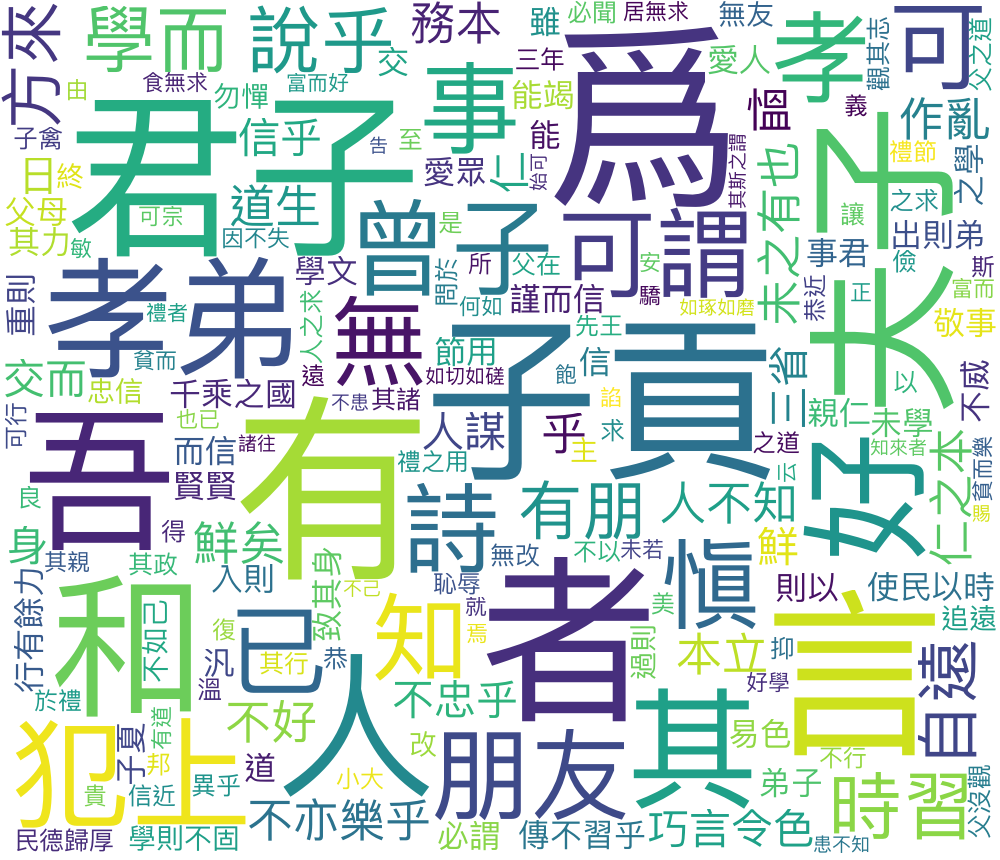 方來
學而
說乎
務本
雖
必聞
居無求
無友
孝
可
觀其志
父之道
由
食無求
富而好
交
三年
愛人
君子
爲
事
能竭
勿憚
子禽
信乎
告
至
能
仁
始可
慍
義
作亂
日終
愛眾
其斯之謂
未之有也
夫子
禮節
之學
父母
可宗
道生
曾子
是
可謂
之求
讓
其力
敏
因不失
出則弟
重則
孝弟
學文
問於
所
父在
安
事君
儉
斯
禮者
人之求
無
何如
謹而信
驕
如琢如磨
恭近
正
富而
敬事
貧而
遠
節用
先王
子貢
信
三省
交而
忠信
千乘之國
如切如磋
飽
諂
以
不威
可行
吾
也已
不患
其諸
有
人謀
乎
求
主
之道
親仁
未學
好
而信
諸往
禮之用
云
知來者
貧而樂
賢賢
詩
有朋
人不知
仁之本
賜
良
得
身
其親
其政
鮮矣
無改
不以
未若
鮮
入則
致其身
不己
恥辱
者
愼
則以
使民以時
行有餘力
和
不如己
已
知
就
美
言
追遠
復
人
焉
過則
汎
其行
恭
本立
抑
自遠
於禮
溫
不忠乎
其
好學
犯上
子夏
有道
不好
朋友
改
易色
邦
道
小大
不行
貴
信近
異乎
弟子
時習
父沒觀
不亦樂乎
民德歸厚
學則不固
必謂
傳不習乎
巧言令色
患不知